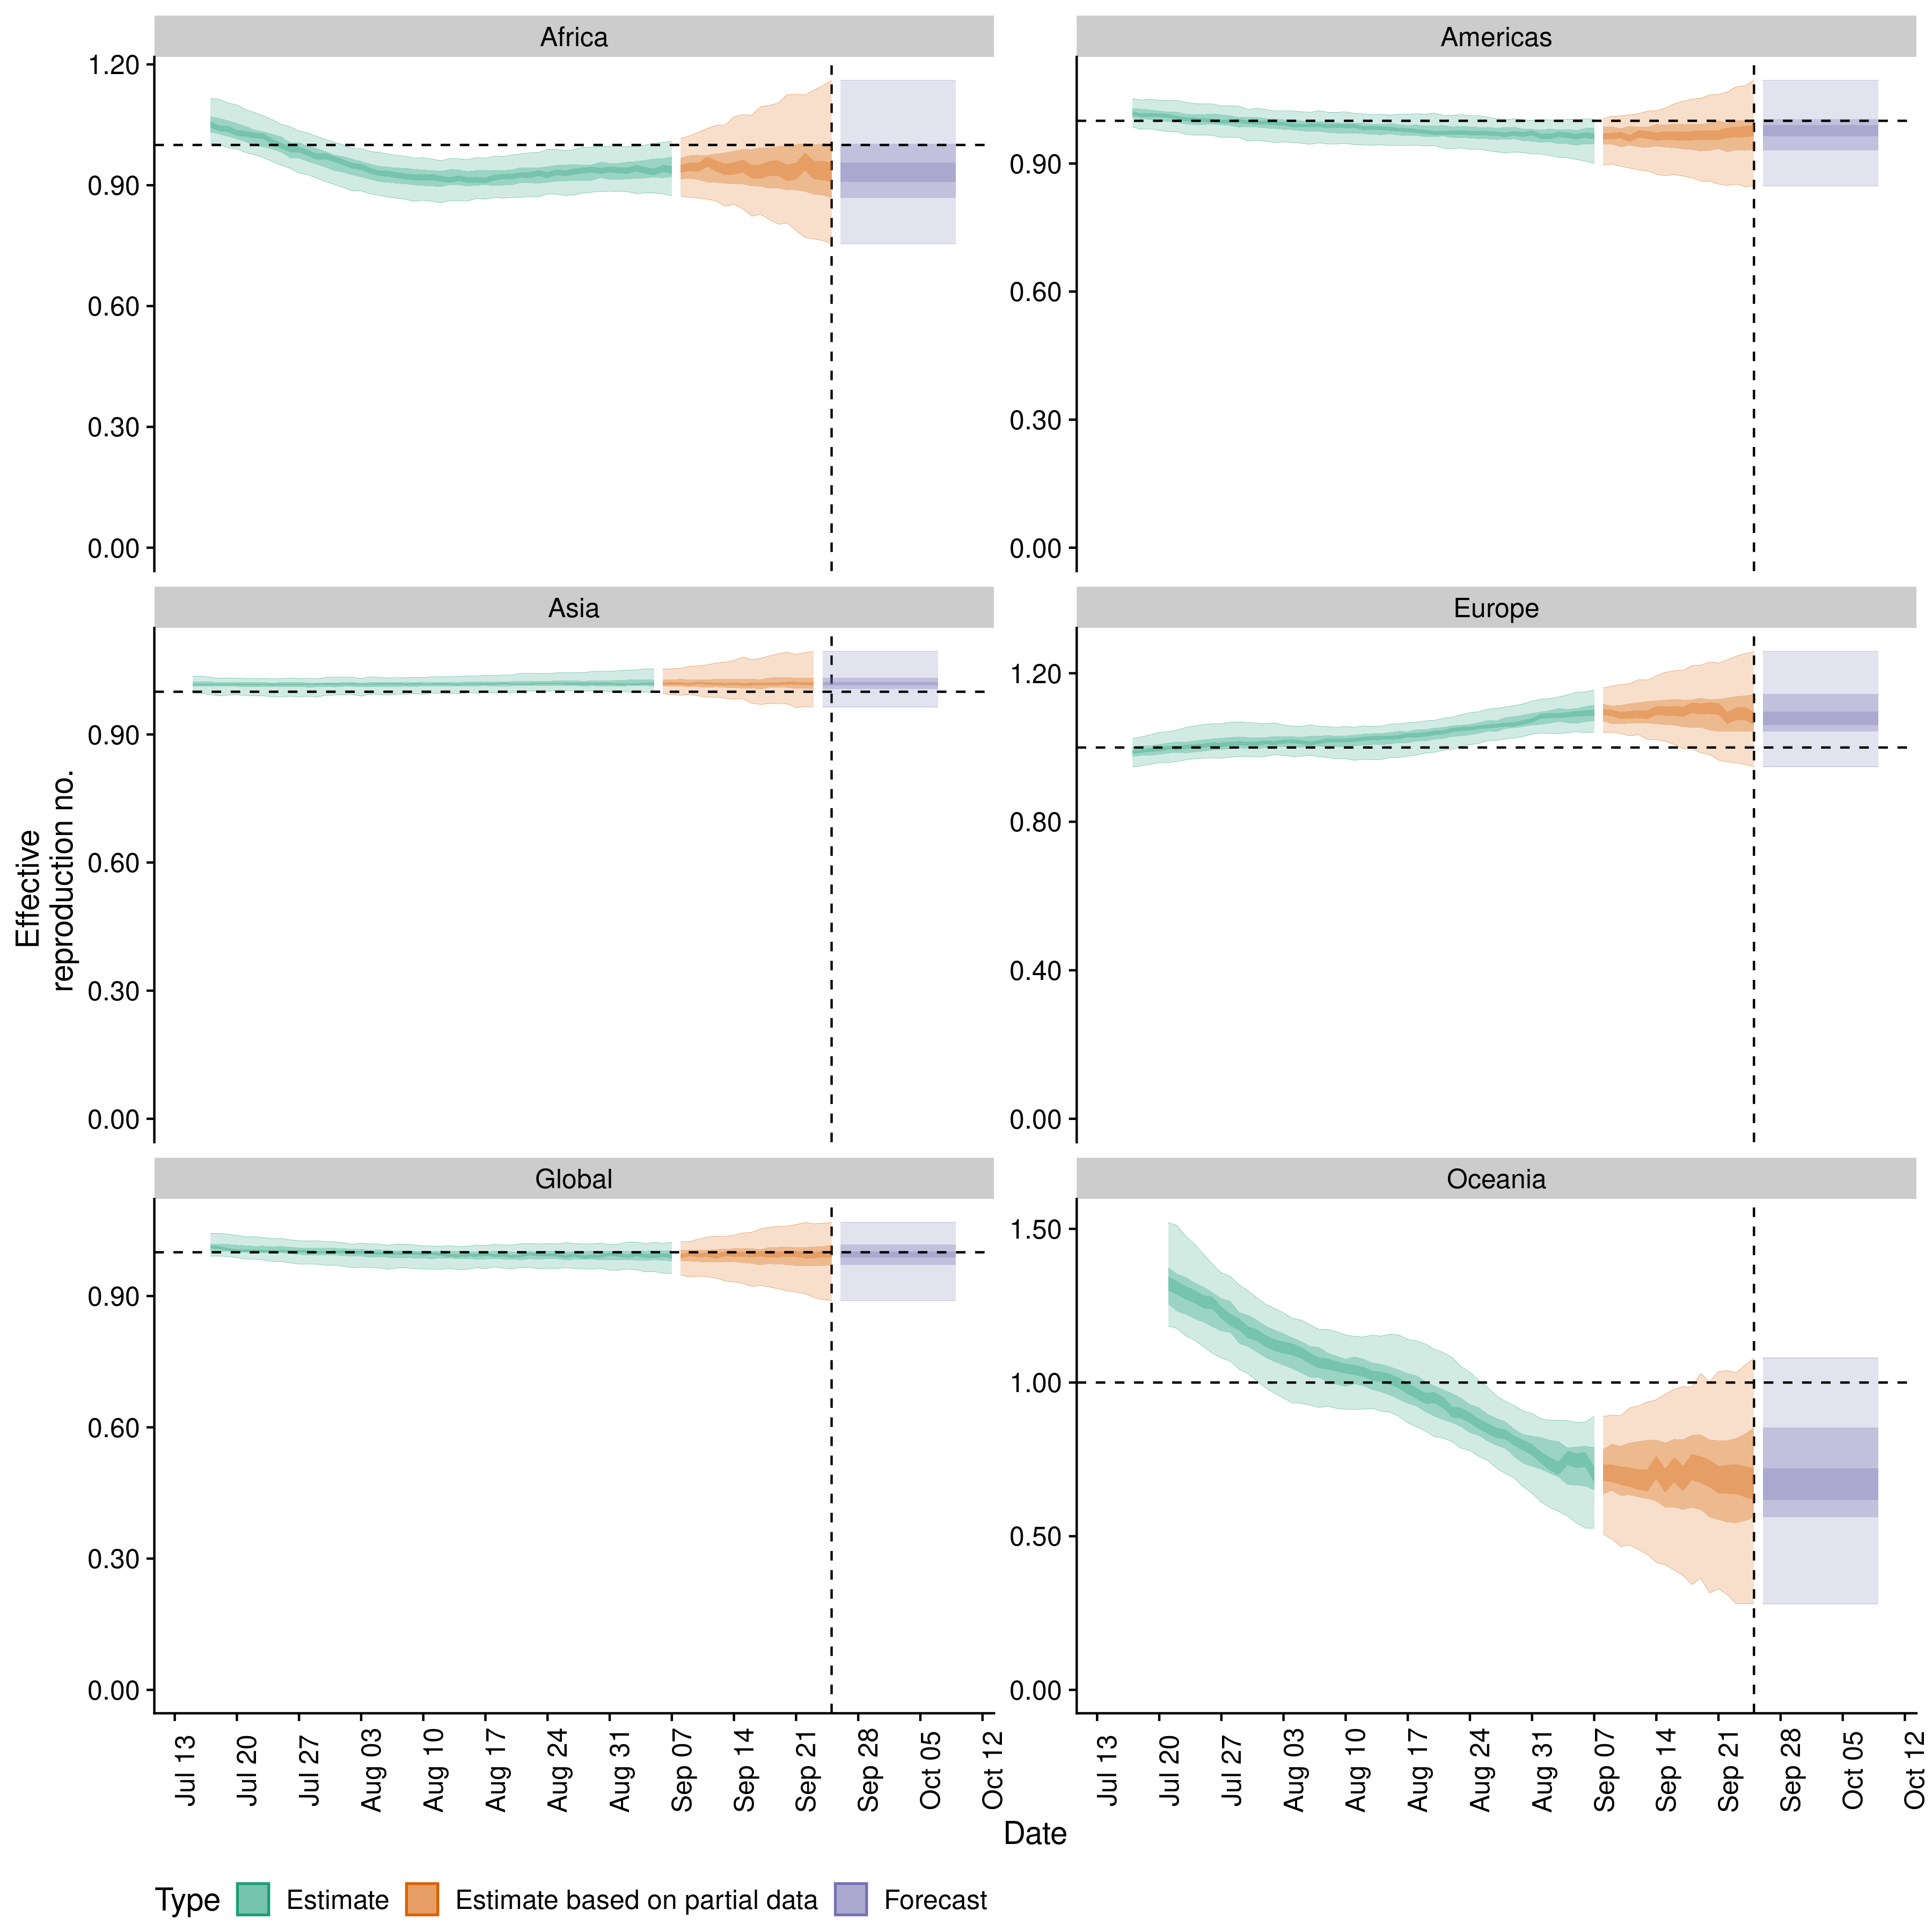 Africa
Americas
1.20
0.90
0.60
0.30
0.00
0.90
0.60
0.30
0.00
Asia
Europe
0.90
0.60
0.30
0.00
1.20
0.80
0.40
0.00
Effective
reproduction no.
Global
Oceania
0.90
0.60
0.30
0.00
1.50
1.00
0.50
0.00
Jul 13
Jul 20
Jul 27
Aug 03
Aug 10
Aug 17
Aug 24
Aug 31
Sep 07
Sep 14
Sep 21
Sep 28
Oct 05
Oct 12
Jul 13
Jul 20
Jul 27
Aug 03
Aug 10
Aug 17
Aug 24
Aug 31
Sep 07
Sep 14
Sep 21
Sep 28
Oct 05
Oct 12
Date
Type Estimate Estimate based on partial data Forecast